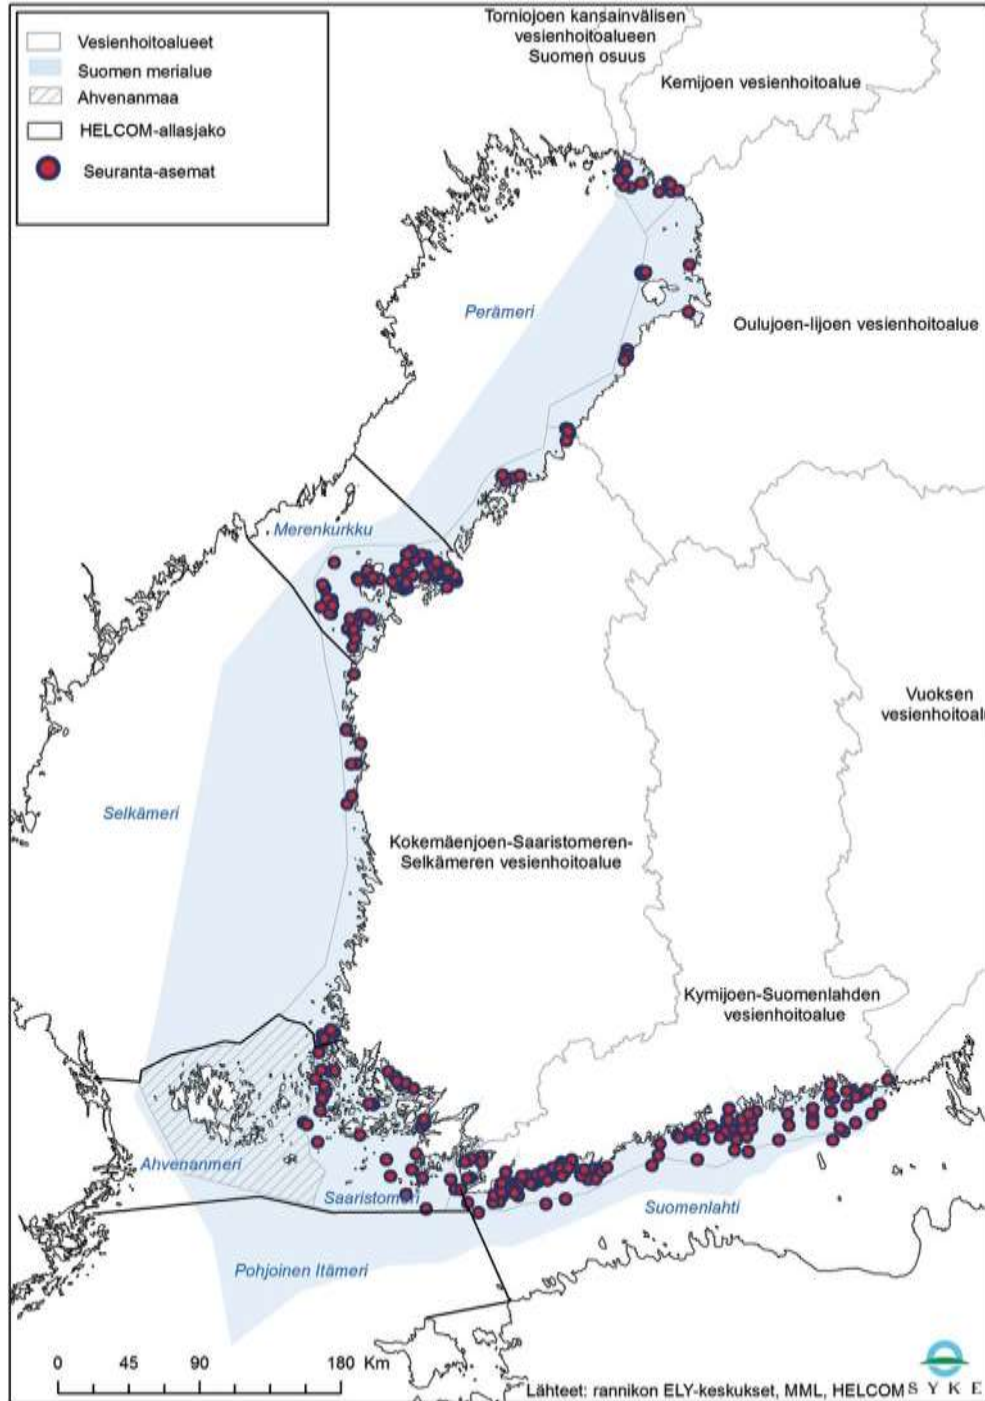 Torniojoen kansainvälisen
vesienhoitoalueen
Suomen osuus
Kemijoen vesienhoitoalue
Vesienhoitoalueet
Suomen merialue
Ahvenanmaa
HELCOM-allasjako
Seuranta-asemat
Perämeri
Oulujoen-Iijoen vesienhoitoalue
Merenkurkku
Vuoksen
vesienhoitoalu
Selkämeri
Kokemäenjoen-Saaristomeren-
Selkämeren vesienhoitoalue
Kymijoen-Suomenlahden
vesienhoitoalue
Ahvenanmeri
Saaristomeri
Suomenlahti
Pohjoinen Itämeri
0 45 90 180 Km
Lähteet: rannikon ELY-keskukset, MML, HELCOM
SYKE